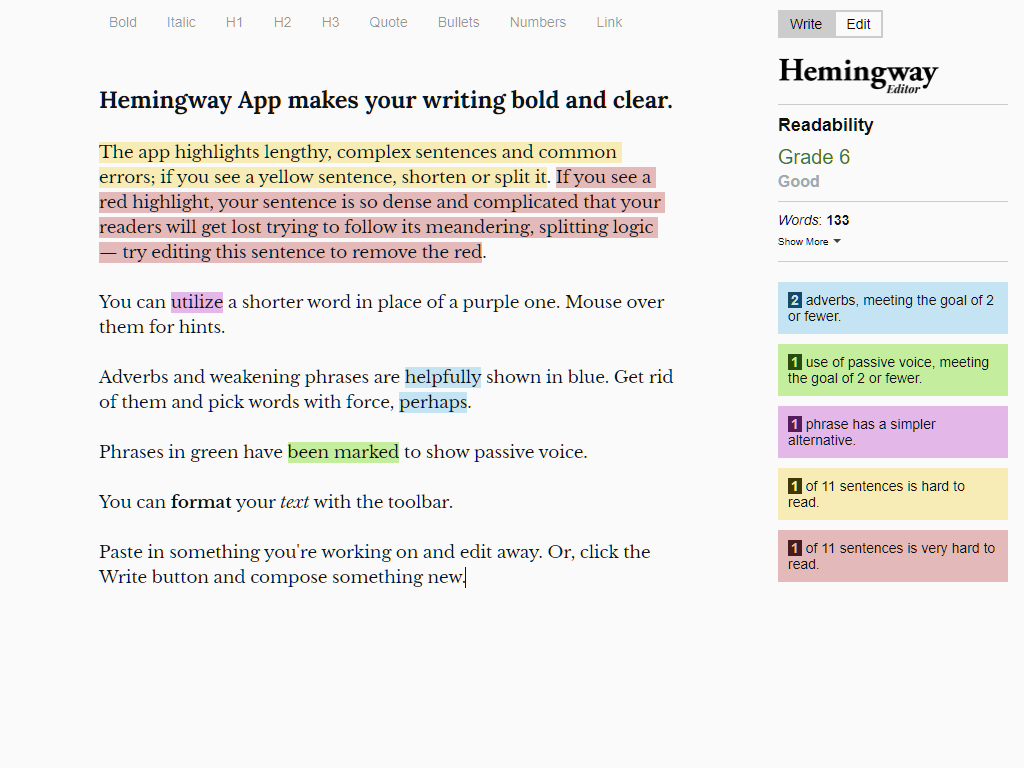 Bold Italic H1 H2 H3 Quote Bullets Numbers Link
Write Edit
Hemingway App makes your writing bold and clear.
The app highlights lengthy, complex sentences and common
errors; if you see a yellow sentence, shorten or split it. If you see a
red highlight, your sentence is so dense and complicated that your
readers will get lost trying to follow its meandering, splitting logic
— try editing this sentence to remove the red.
You can utilize a shorter word in place of a purple one. Mouse over
them for hints.
Adverbs and weakening phrases are helpfully shown in blue. Get rid
of them and pick words with force, perhaps.
Phrases in green have been marked to show passive voice.
You can format your text with the toolbar.
Paste in something you're working on and edit away. Or, click the
Write button and compose something new.
Hemingway
Editor
Readability
Grade 6
Good
Words: 133
Show More
2 adverbs, meeting the goal of 2
or fewer.
1 use of passive voice, meeting
the goal of 2 or fewer.
1 phrase has a simpler
alternative.
1 of 11 sentences is hard to
read.
1 of 11 sentences is very hard to
read.